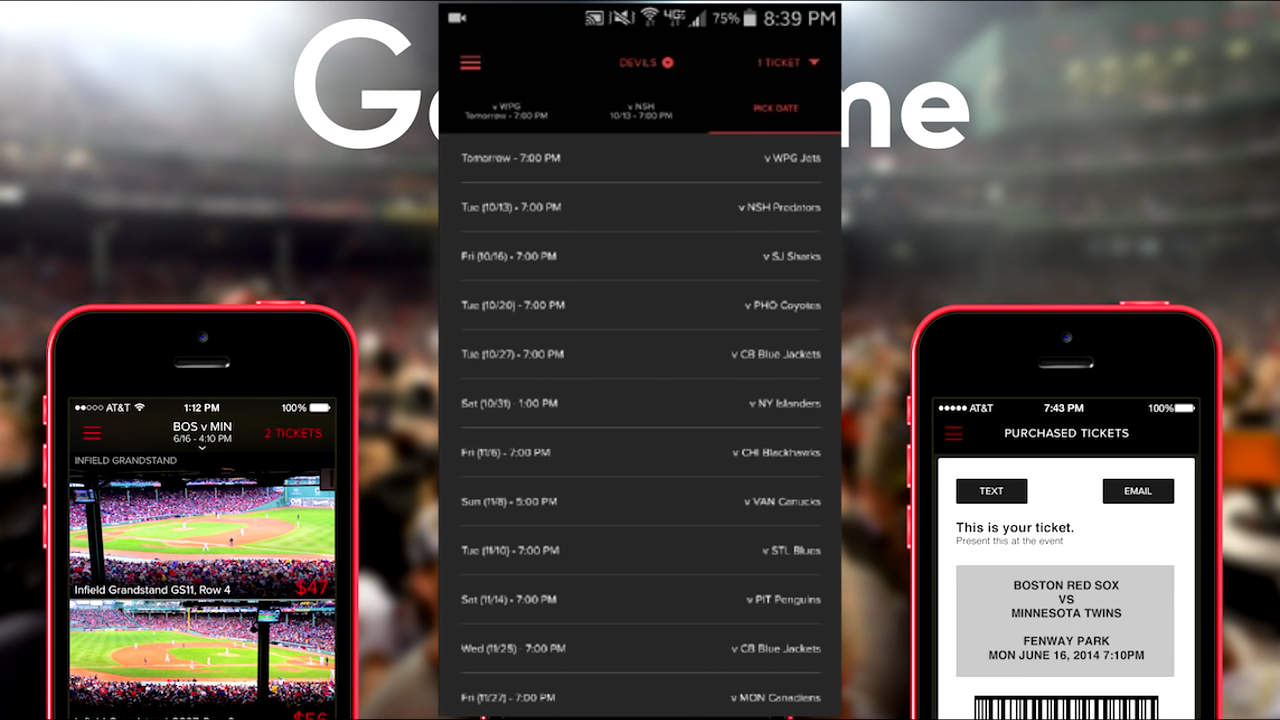 G
me
75% 8:39 PM
DEVILS
1 TICKET
v WPG
Tomorrow - 7:00 PM
v NSH
10/13 - 7:00 PM
PICK DATE
Tomorrow - 7:00 PM v WPG Jets
Tue (10/13) - 7:00 PM v NSH Predators
Fri (10/16) - 7:00 PM v SJ Sharks
Tue (10/20) - 7:00 PM v PHO Coyotes
Tue (10/27) - 7:00 PM v CB Blue Jackets
Sat (10/31) - 1:00 PM v NY Islanders
Fri (11/6) - 7:00 PM v CHI Blackhawks
Sun (11/8) - 5:00 PM v VAN Canucks
Tue (11/10) - 7:00 PM v STL Blues
Sat (11/14) - 7:00 PM v PIT Penguins
Wed (11/25) - 7:00 PM v CB Blue Jackets
Fri (11/27) - 7:00 PM v MON Canadiens
AT&T 1:12 PM 100%
BOS v MIN
6/16 - 4:10 PM
2 TICKETS
INFIELD GRANDSTAND
Infield Grandstand GS11, Row 4 $47
$56
AT&T 7:43 PM 100%
PURCHASED TICKETS
TEXT EMAIL
This is your ticket.
Present this at the event
BOSTON RED SOX
VS
MINNESOTA TWINS
FENWAY PARK
MON JUNE 16, 2014 7:10PM